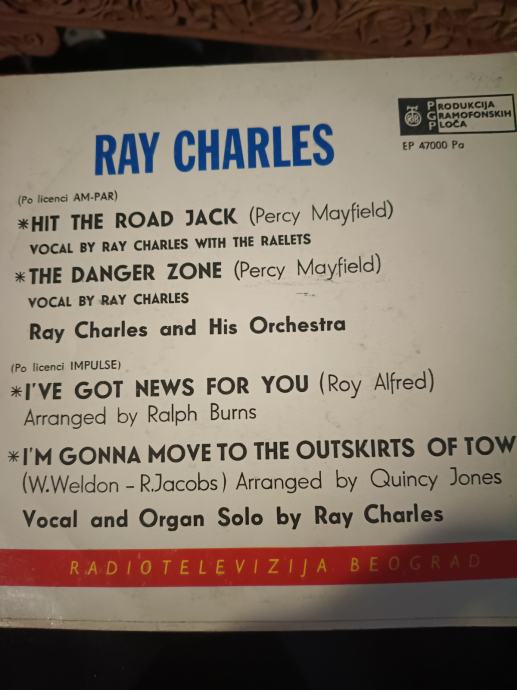 PRODUKCIJA
GRAMOFONSKIH
PLOČA
EP 47000 Pa
RAY CHARLES
(Po licenci AM-PAR)
*HIT THE ROAD JACK (Percy Mayfield)
VOCAL BY RAY CHARLES WITH THE RAELETS
*THE DANGER ZONE (Percy Mayfield)
VOCAL BY RAY CHARLES
Ray Charles and His Orchestra
(Po licenci IMPULSE)
*I'VE GOT NEWS FOR YOU (Roy Alfred)
Arranged by Ralph Burns
*I'M GONNA MOVE TO THE OUTSKIRTS OF TOW
(W.Weldon - R.Jacobs) Arranged by Quincy Jones
Vocal and Organ Solo by Ray Charles
RADIOTELEVIZIJA BEOGRAD